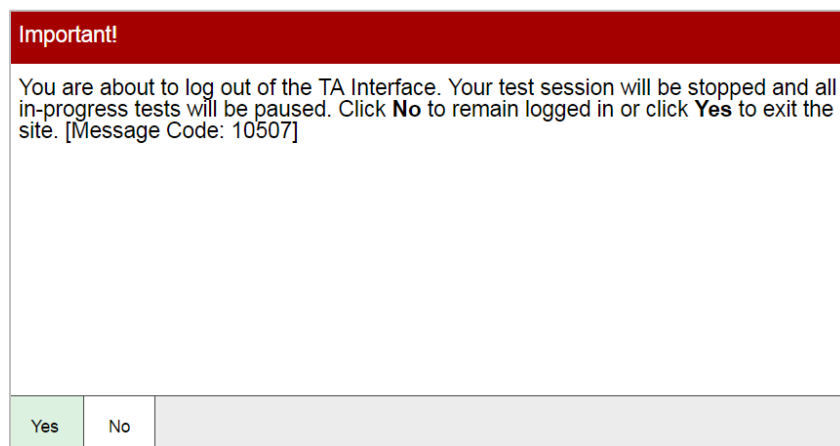 Important!
You are about to log out of the TA Interface. Your test session will be stopped and all
in-progress tests will be paused. Click No to remain logged in or click Yes to exit the
site. [Message Code: 10507]
Yes No